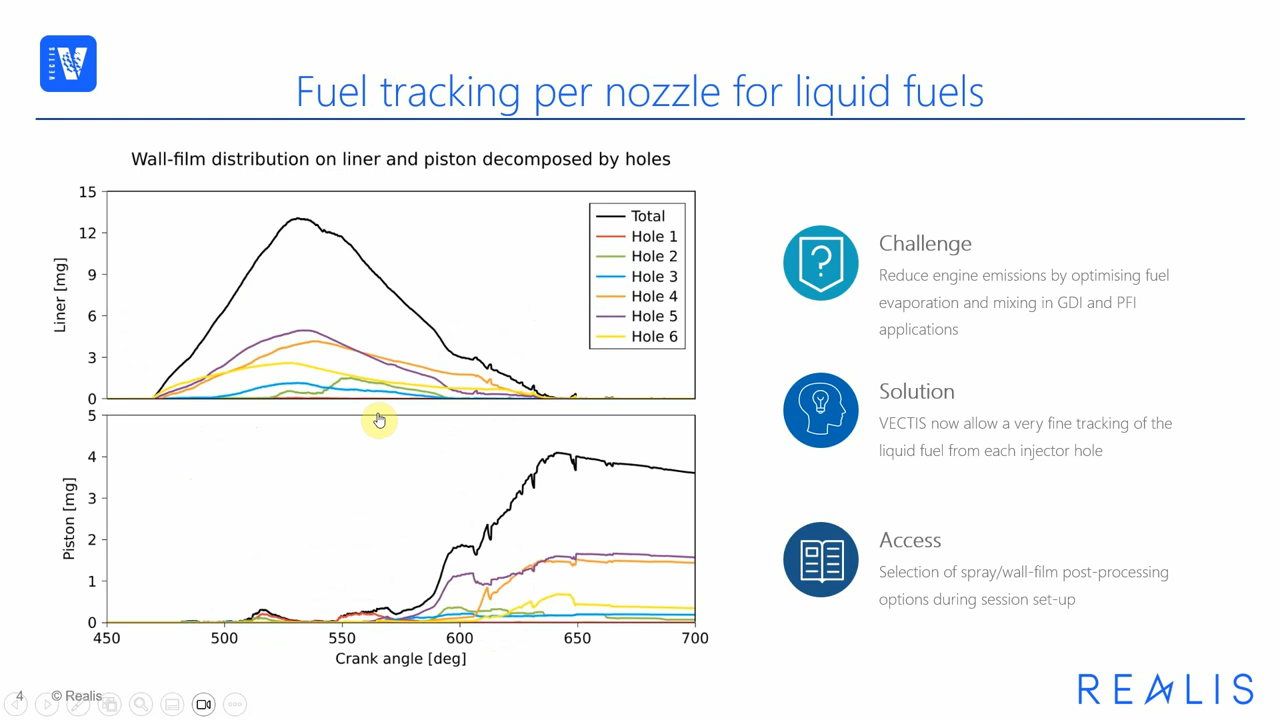 VECTIS
Fuel tracking per nozzle for liquid fuels
Wall-film distribution on liner and piston decomposed by holes
15
12
9
6
3
0
Liner [mg]
Total
Hole 1
Hole 2
Hole 3
Hole 4
Hole 5
Hole 6
5
4
3
2
1
0
Piston [mg]
450
500
550
600
650
700
Crank angle [deg]
Challenge
Reduce engine emissions by optimising fuel
evaporation and mixing in GDI and PFI
applications
Solution
VECTIS now allow a very fine tracking of the
liquid fuel from each injector hole
Access
Selection of spray/wall-film post-processing
options during session set-up
4
© Realis
REALIS